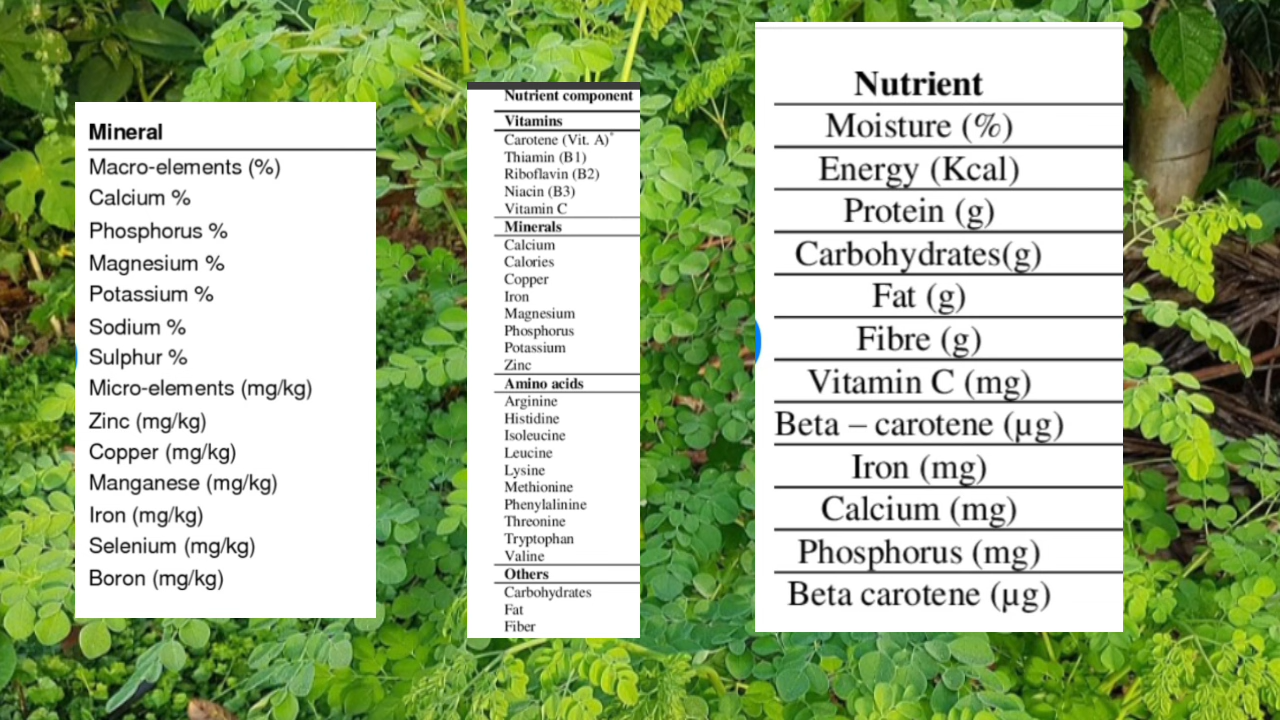 Mineral
Macro-elements (%)
Calcium %
Phosphorus %
Magnesium %
Potassium %
Sodium %
Sulphur %
Micro-elements (mg/kg)
Zinc (mg/kg)
Copper (mg/kg)
Manganese (mg/kg)
Iron (mg/kg)
Selenium (mg/kg)
Boron (mg/kg)
Nutrient component
Vitamins
Carotene (Vit. A)*
Thiamin (B1)
Riboflavin (B2)
Niacin (B3)
Vitamin C
Minerals
Calcium
Calories
Copper
Iron
Magnesium
Phosphorus
Potassium
Zinc
Amino acids
Arginine
Histidine
Isoleucine
Leucine
Lysine
Methionine
Phenylalinine
Threonine
Tryptophan
Valine
Others
Carbohydrates
Fat
Fiber
Nutrient
Moisture (%)
Energy (Kcal)
Protein (g)
Carbohydrates(g)
Fat (g)
Fibre (g)
Vitamin C (mg)
Beta – carotene (µg)
Iron (mg)
Calcium (mg)
Phosphorus (mg)
Beta carotene (µg)